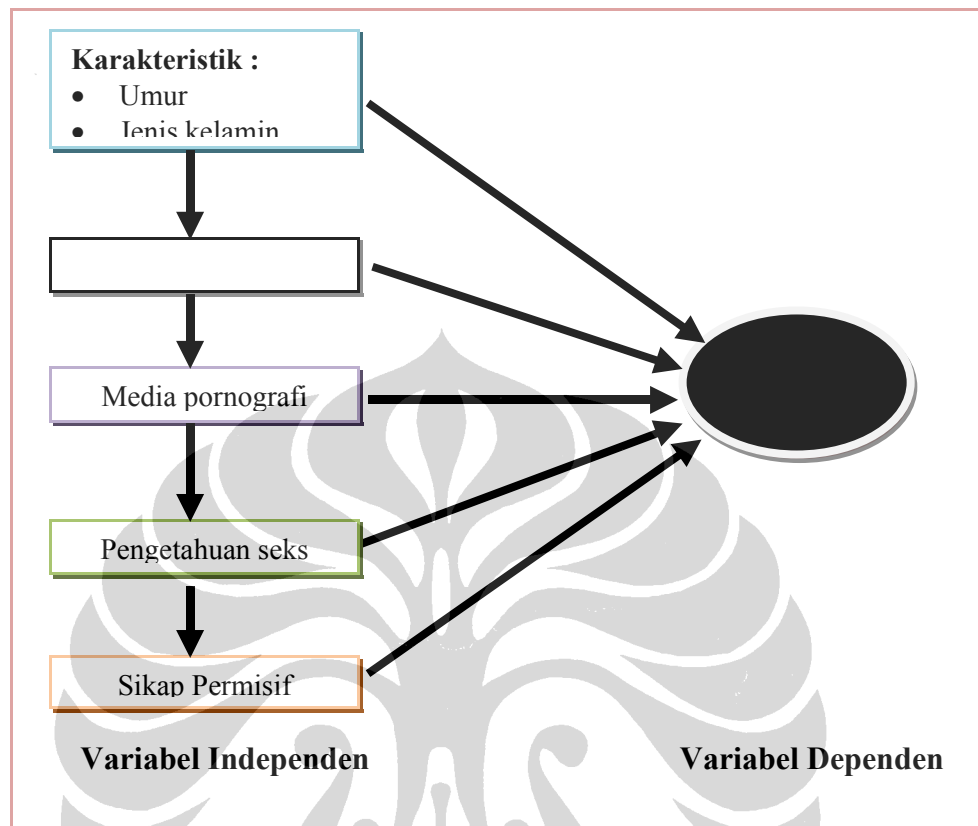 Karakteristik :
• Umur
• Jenis kelamin
Media pornografi
Pengetahuan seks
Sikap Permisif
Variabel Independen
Variabel Dependen